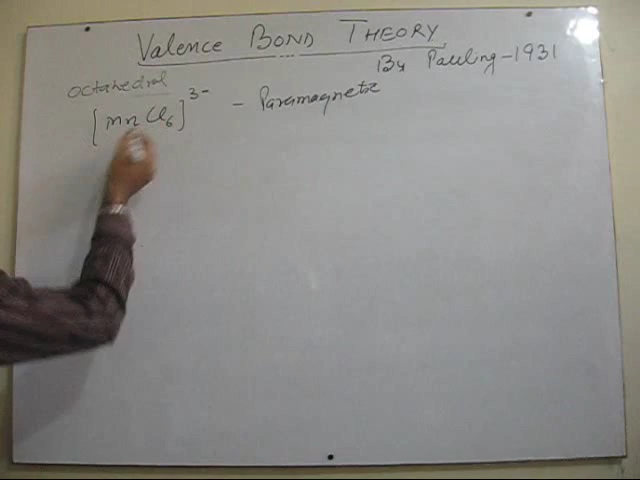 VALENCE BOND THEORY
By Pauling-1931
Octahedral
[MnCl6]3- - Paramagnetic